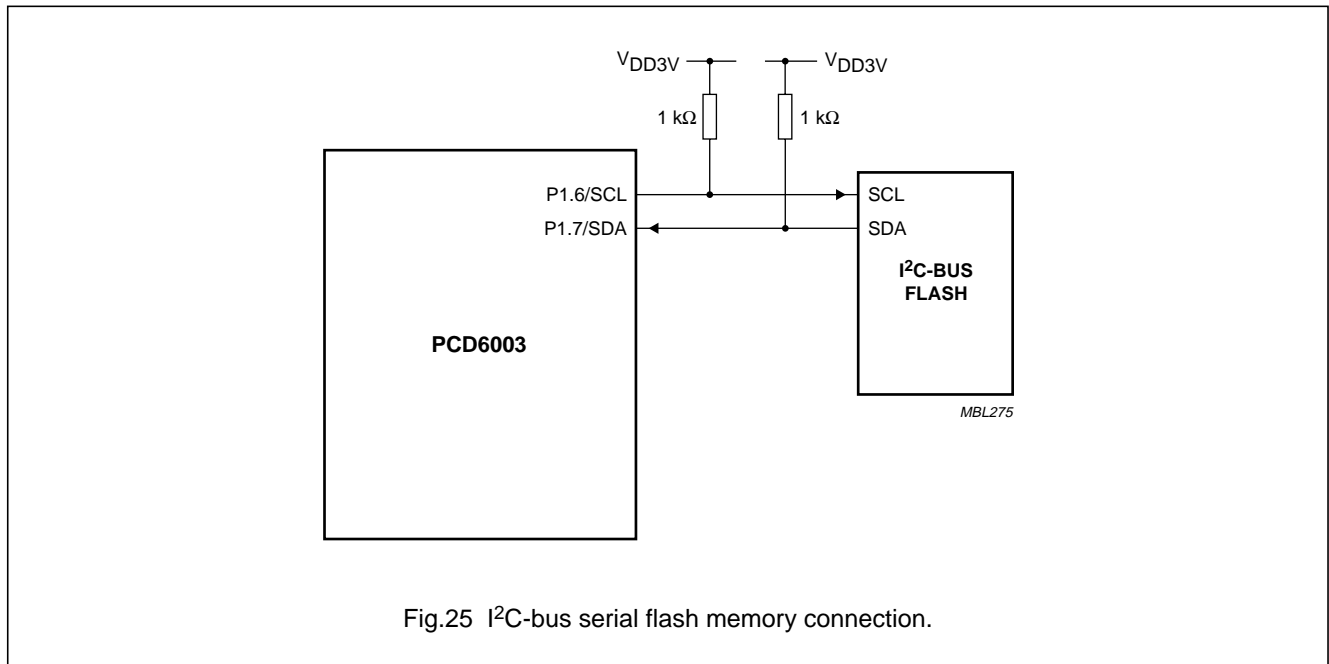 VDD3V VDD3V
1 kΩ 1 kΩ
P1.6/SCL SCL
P1.7/SDA SDA
I2C-BUS
FLASH
PCD6003
MBL275
Fig.25 I2C-bus serial flash memory connection.